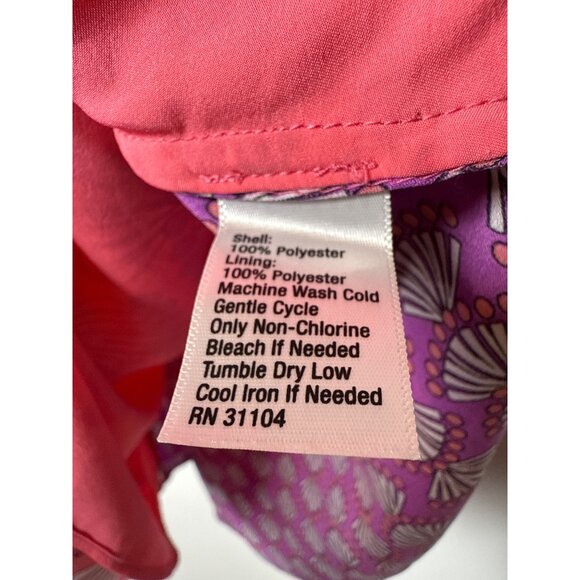 Shell:
100% Polyester
Lining:
100% Polyester
Machine Wash Cold
Gentle Cycle
Only Non-Chlorine
Bleach If Needed
Tumble Dry Low
Cool Iron If Needed
RN 31104